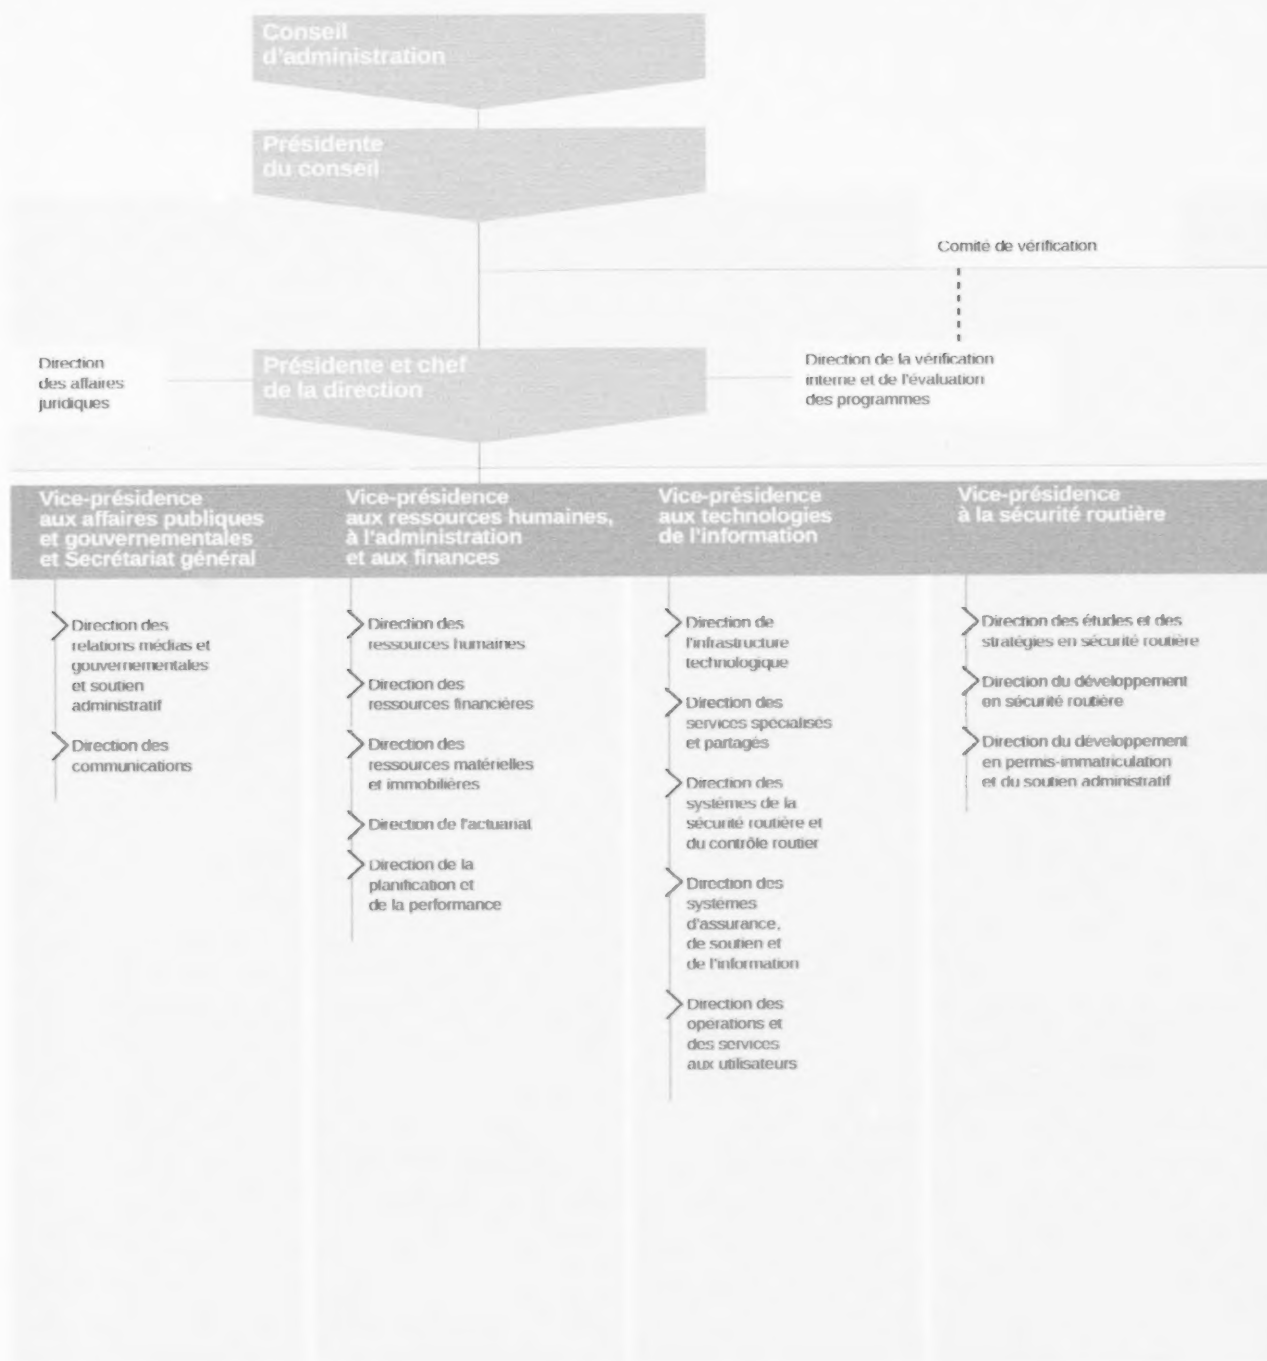 Conseil
d'administration
Présidente
du conseil
Comité de vérification
Direction
des affaires
juridiques
Présidente et chef
de la direction
Direction de la vérification
interne et de l'évaluation
des programmes
Vice-présidence
aux affaires publiques
et gouvernementales
et Secrétariat général
Direction des
relations médias et
gouvernementales
et soutien
administratif
Direction des
communications
Vice-présidence
aux ressources humaines,
à l'administration
et aux finances
Direction des
ressources humaines
Direction des
ressources financières
Direction des
ressources matérielles
et immobilières
Direction de l'actuariat
Direction de la
planification et
de la performance
Vice-présidence
aux technologies
de l'information
Direction de
l'infrastructure
technologique
Direction des
services spécialisés
et partagés
Direction des
systèmes de la
sécurité routière et
du contrôle routier
Direction des
systèmes
d'assurance,
de soutien et
de l'information
Direction des
opérations et
des services
aux utilisateurs
Vice-présidence
à la sécurité routière
Direction des études et des
stratégies en sécurité routière
Direction du développement
en sécurité routière
Direction du développement
en permis-immatriculation
et du soutien administratif